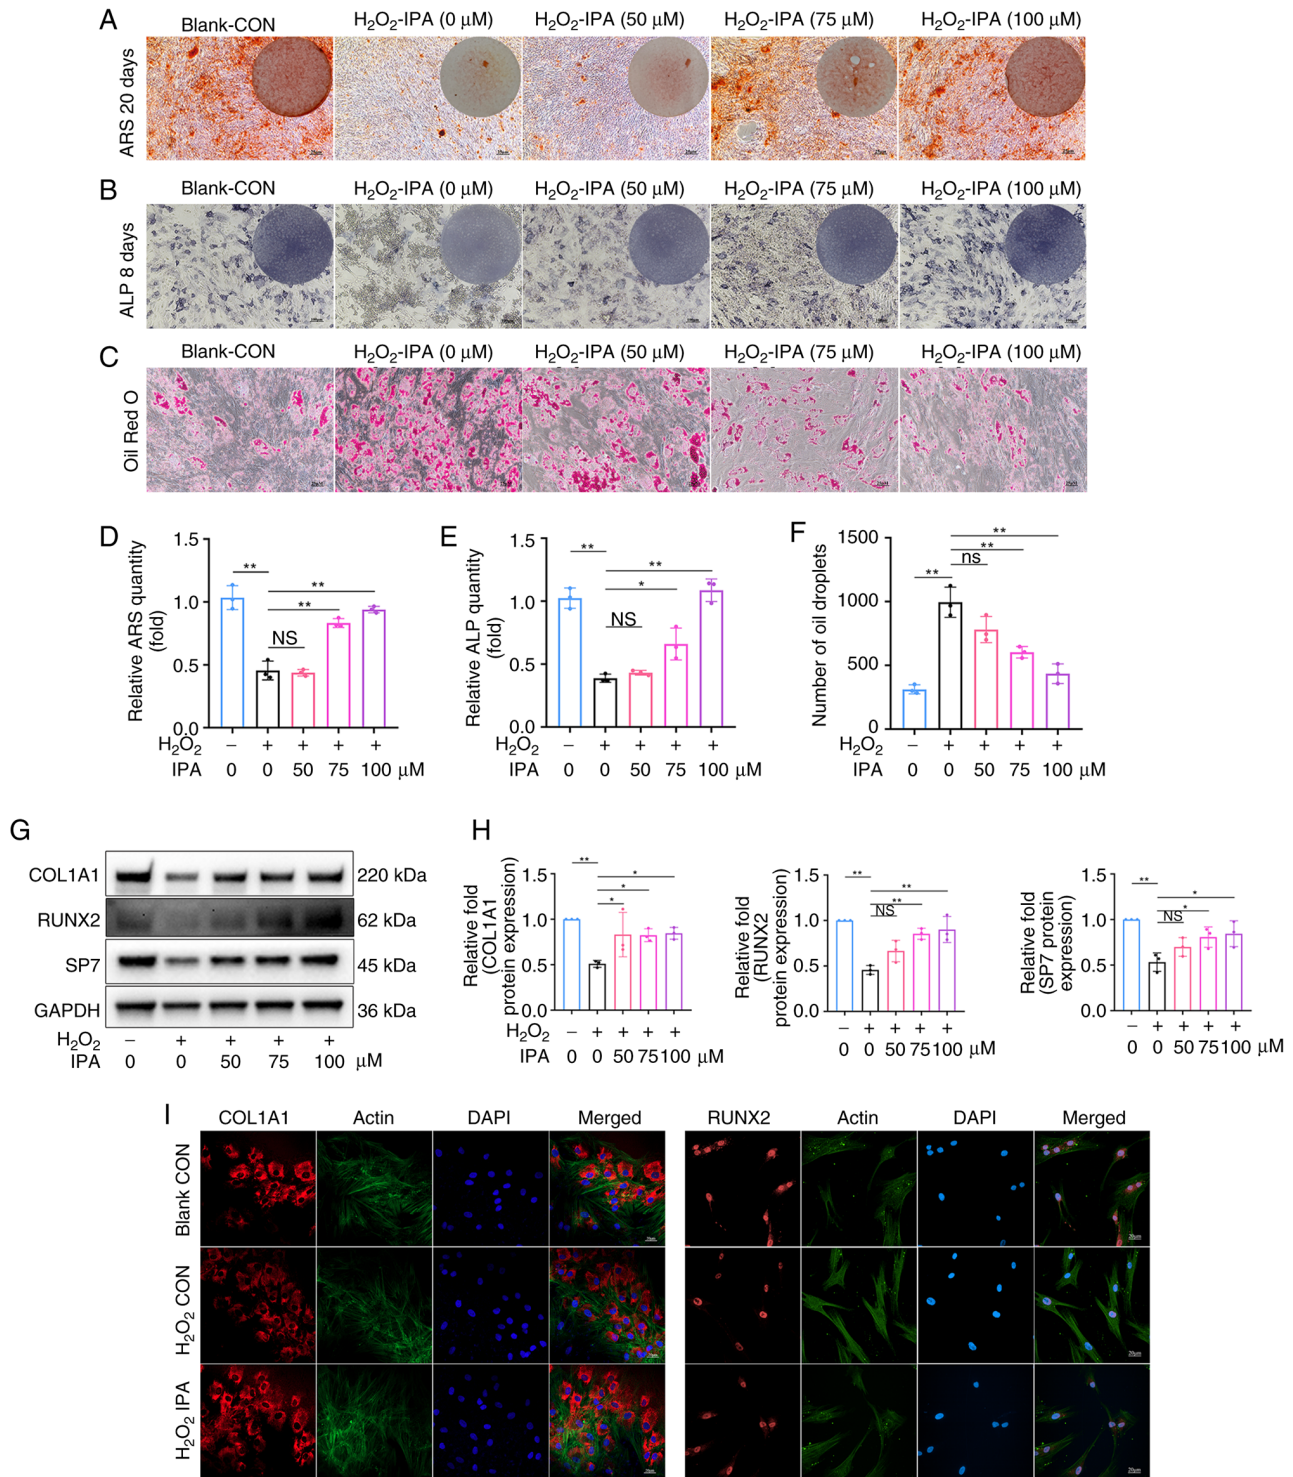 A
Blank-CON
H₂O₂-IPA (0 µM)
H₂O₂-IPA (50 µM)
H₂O₂-IPA (75 µM)
H₂O₂-IPA (100 µM)
ARS 20 days
B
Blank-CON
H₂O₂-IPA (0 µM)
H₂O₂-IPA (50 µM)
H₂O₂-IPA (75 µM)
H₂O₂-IPA (100 µM)
ALP 8 days
C
Blank-CON
H₂O₂-IPA (0 µM)
H₂O₂-IPA (50 µM)
H₂O₂-IPA (75 µM)
H₂O₂-IPA (100 µM)
Oil Red O
D
Relative ARS quantity
(fold)
1.5
1.0
0.5
0.0
**
**
**
NS
H₂O₂ – + + + +
IPA 0 0 50 75 100 µM
E
Relative ALP quantity
(fold)
1.5
1.0
0.5
0.0
**
**
*
NS
H₂O₂ – + + + +
IPA 0 0 50 75 100 µM
F
Number of oil droplets
1500
1000
500
0
**
**
**
ns
H₂O₂ – + + + +
IPA 0 0 50 75 100 µM
G
COL1A1 220 kDa
RUNX2 62 kDa
SP7 45 kDa
GAPDH 36 kDa
H₂O₂ – + + + +
IPA 0 0 50 75 100 µM
H
Relative fold
(COL1A1
protein expression)
1.5
1.0
0.5
0.0
**
*
*
*
H₂O₂ – + + + +
IPA 0 0 50 75 100 µM
Relative fold
(RUNX2
protein expression)
1.5
1.0
0.5
0.0
**
**
**
NS
– + + + +
0 0 50 75 100 µM
Relative fold
(SP7 protein
expression)
1.5
1.0
0.5
0.0
**
*
*
NS
– + + + +
0 0 50 75 100 µM
I
COL1A1 Actin DAPI Merged RUNX2 Actin DAPI Merged
Blank CON
H₂O₂ CON
H₂O₂ IPA
20µm
20µm
20µm